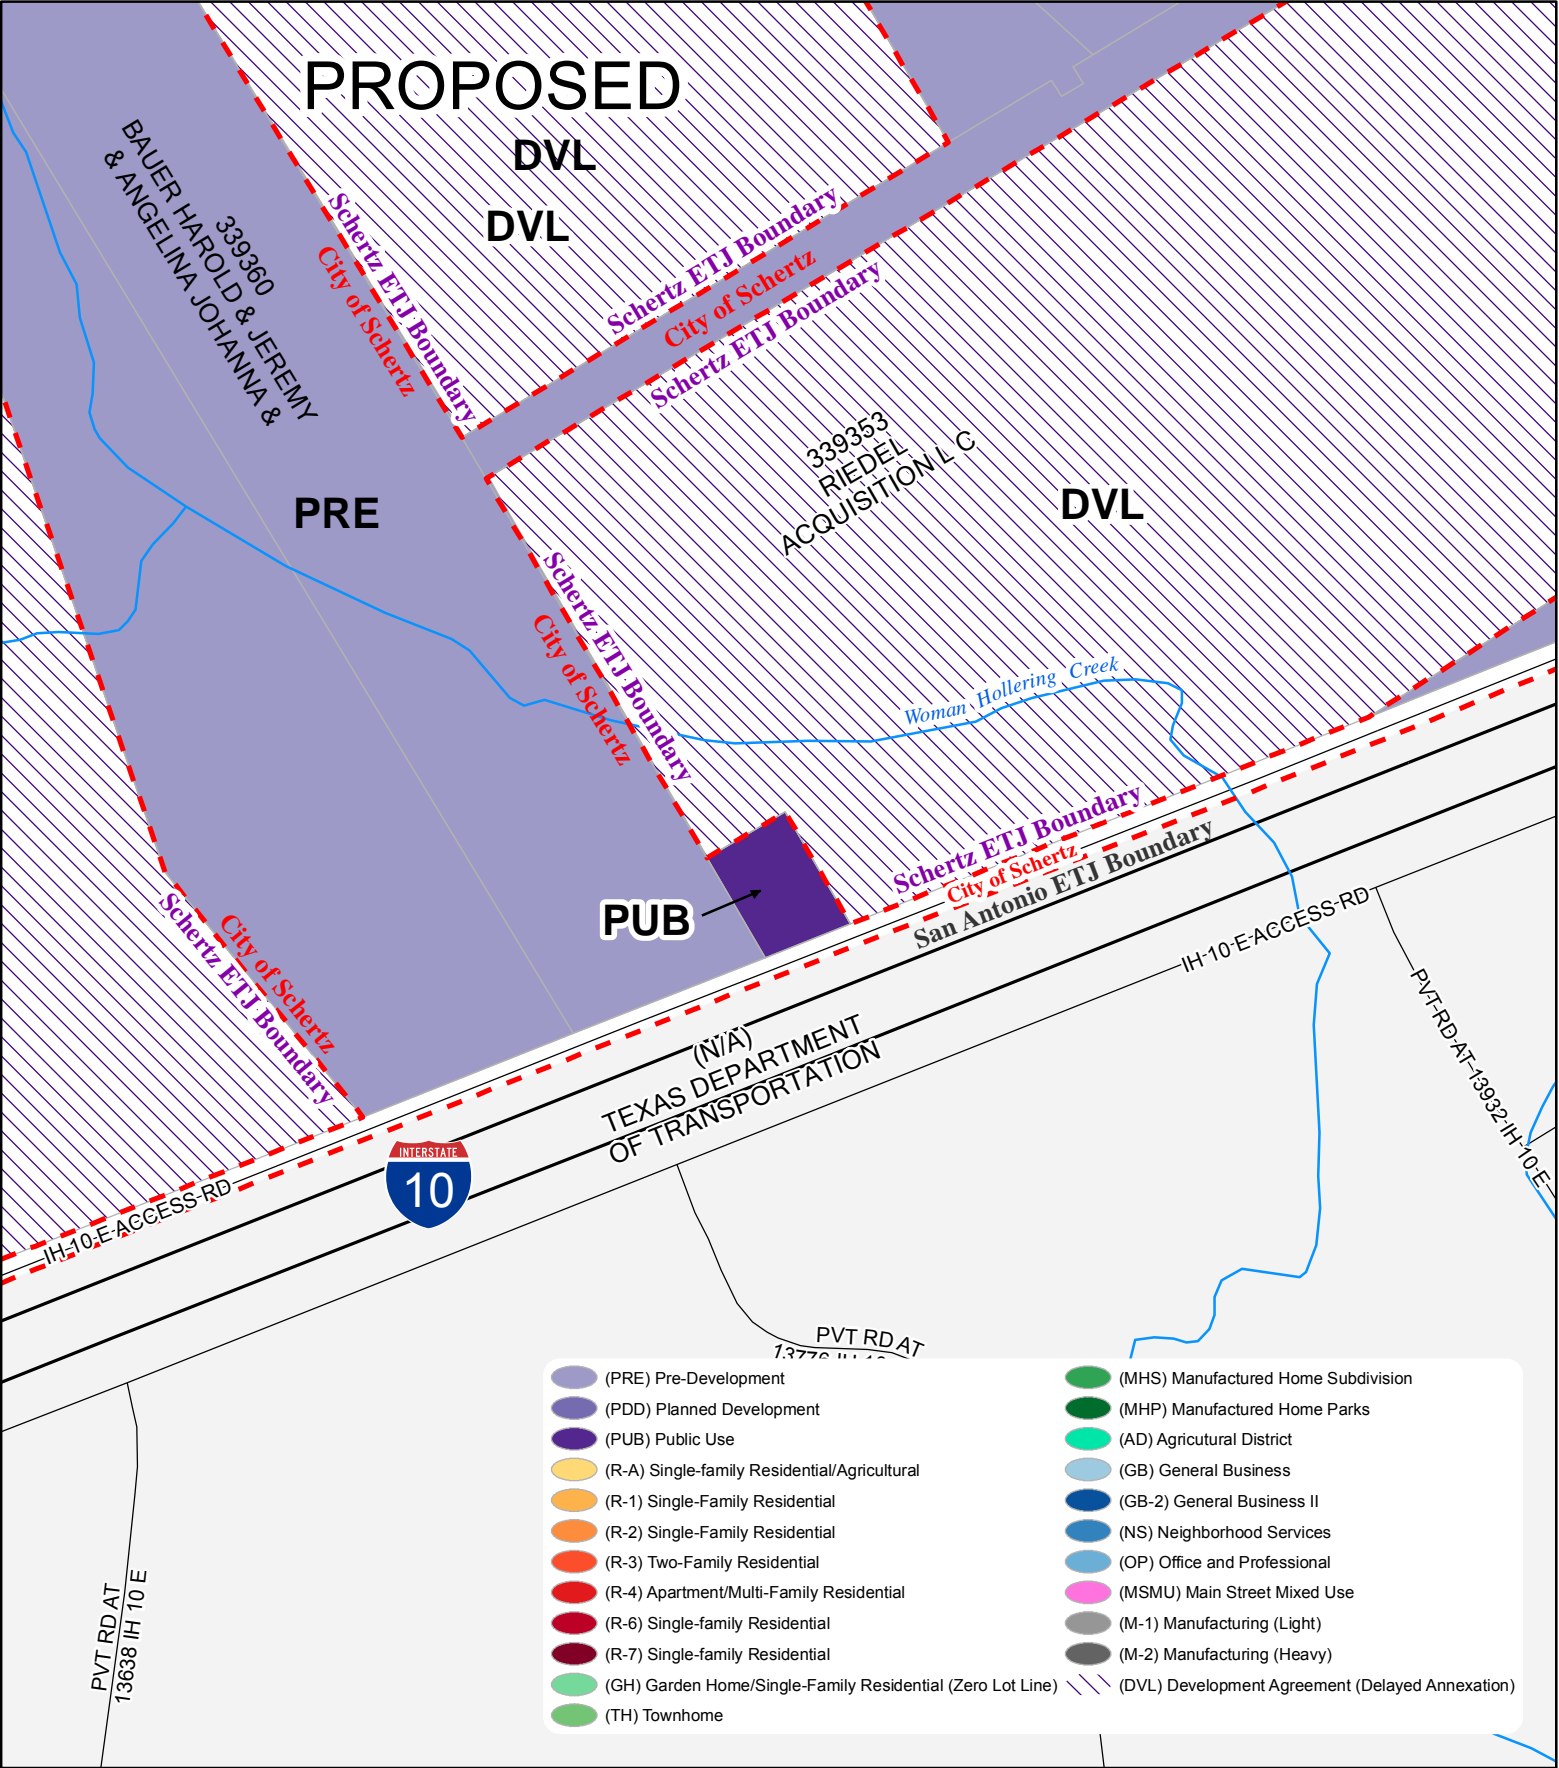 PROPOSED
DVL
DVL
339360
BAUER HAROLD & JEREMY
& ANGELINA JOHANNA &
Schertz ETJ Boundary
City of Schertz
Schertz ETJ Boundary
City of Schertz
Schertz ETJ Boundary
339353
RIEDEL
ACQUISITION L C
DVL
PRE
Schertz ETJ Boundary
City of Schertz
Woman Hollering Creek
PUB
Schertz ETJ Boundary
City of Schertz
San Antonio ETJ Boundary
City of Schertz
Schertz ETJ Boundary
IH 10 E ACCESS RD
PVT RD AT 13932 IH 10 E
(N/A)
TEXAS DEPARTMENT
OF TRANSPORTATION
INTERSTATE
10
IH 10 E ACCESS RD
PVT RD AT
PVT RD AT
13638 IH 10 E
(PRE) Pre-Development
(PDD) Planned Development
(PUB) Public Use
(R-A) Single-family Residential/Agricultural
(R-1) Single-Family Residential
(R-2) Single-Family Residential
(R-3) Two-Family Residential
(R-4) Apartment/Multi-Family Residential
(R-6) Single-family Residential
(R-7) Single-family Residential
(GH) Garden Home/Single-Family Residential (Zero Lot Line)
(TH) Townhome
(MHS) Manufactured Home Subdivision
(MHP) Manufactured Home Parks
(AD) Agricutural District
(GB) General Business
(GB-2) General Business II
(NS) Neighborhood Services
(OP) Office and Professional
(MSMU) Main Street Mixed Use
(M-1) Manufacturing (Light)
(M-2) Manufacturing (Heavy)
(DVL) Development Agreement (Delayed Annexation)